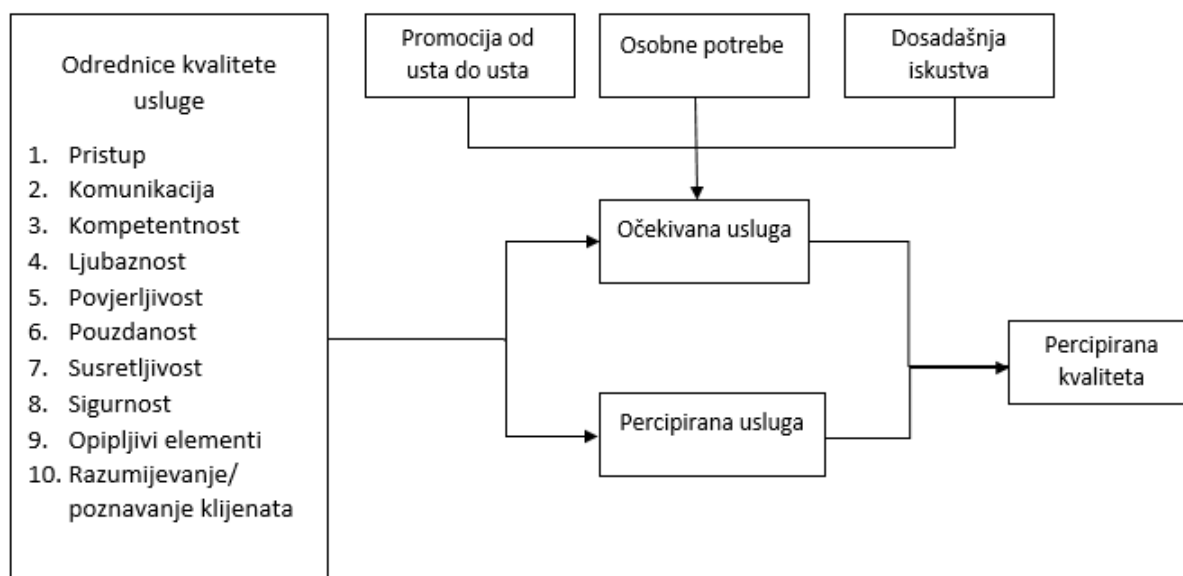 Odrednice kvalitete
usluge
1. Pristup
2. Komunikacija
3. Kompetentnost
4. Ljubaznost
5. Povjerljivost
6. Pouzdanost
7. Susretljivost
8. Sigurnost
9. Opipljivi elementi
10. Razumijevanje/
poznavanje klijenata
Promocija od
usta do usta
Osobne potrebe
Dosadašnja
iskustva
Očekivana usluga
Percipirana usluga
Percipirana
kvaliteta